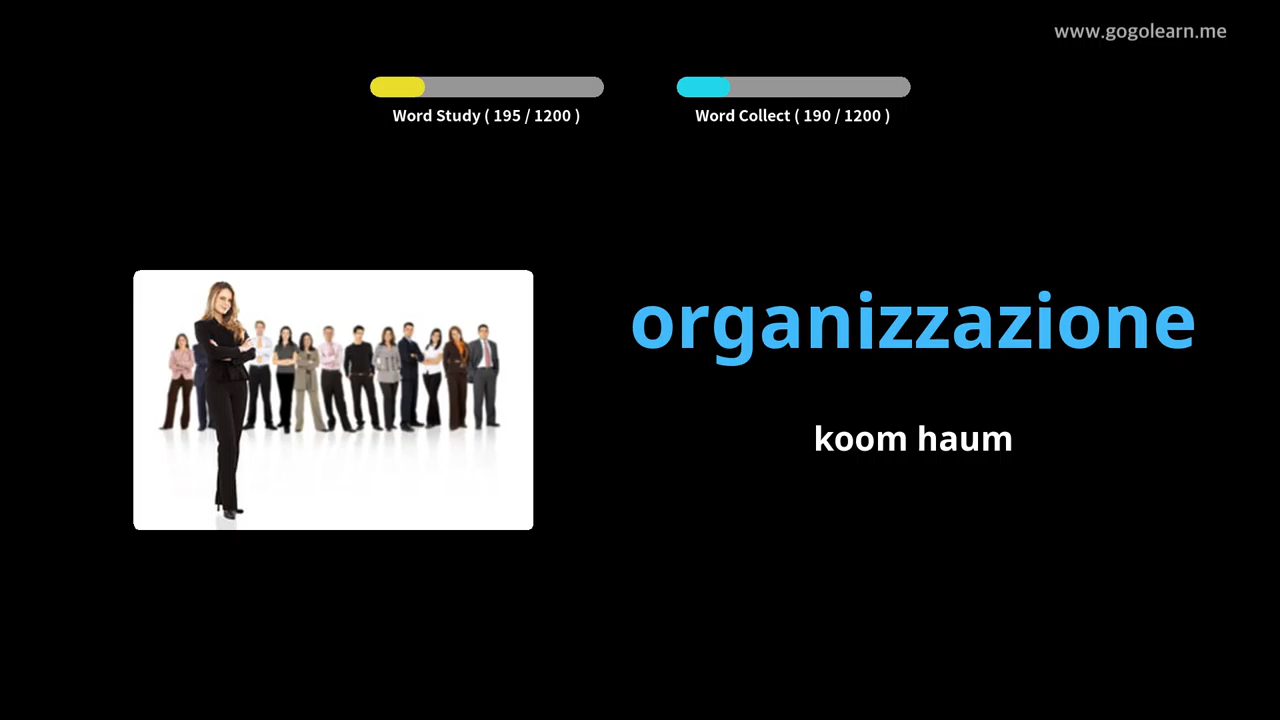 www.gogolearn.me
Word Study ( 195 / 1200 )
Word Collect ( 190 / 1200 )
organizzazione
koom haum